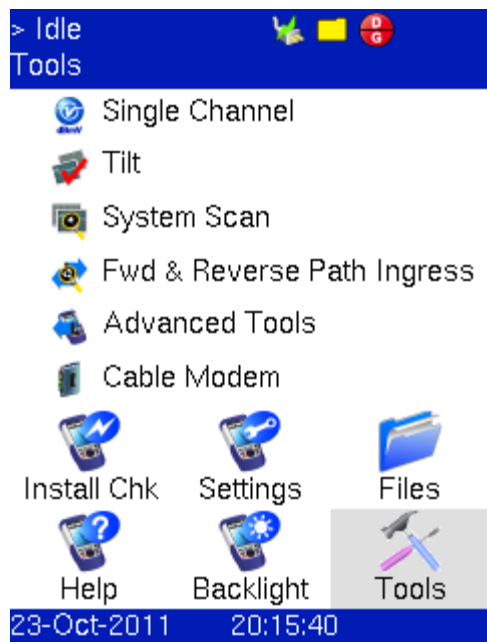 > Idle
D
G
Tools
Single Channel
Tilt
System Scan
Fwd & Reverse Path Ingress
Advanced Tools
Cable Modem
Install Chk Settings Files
Help Backlight Tools
23-Oct-2011 20:15:40